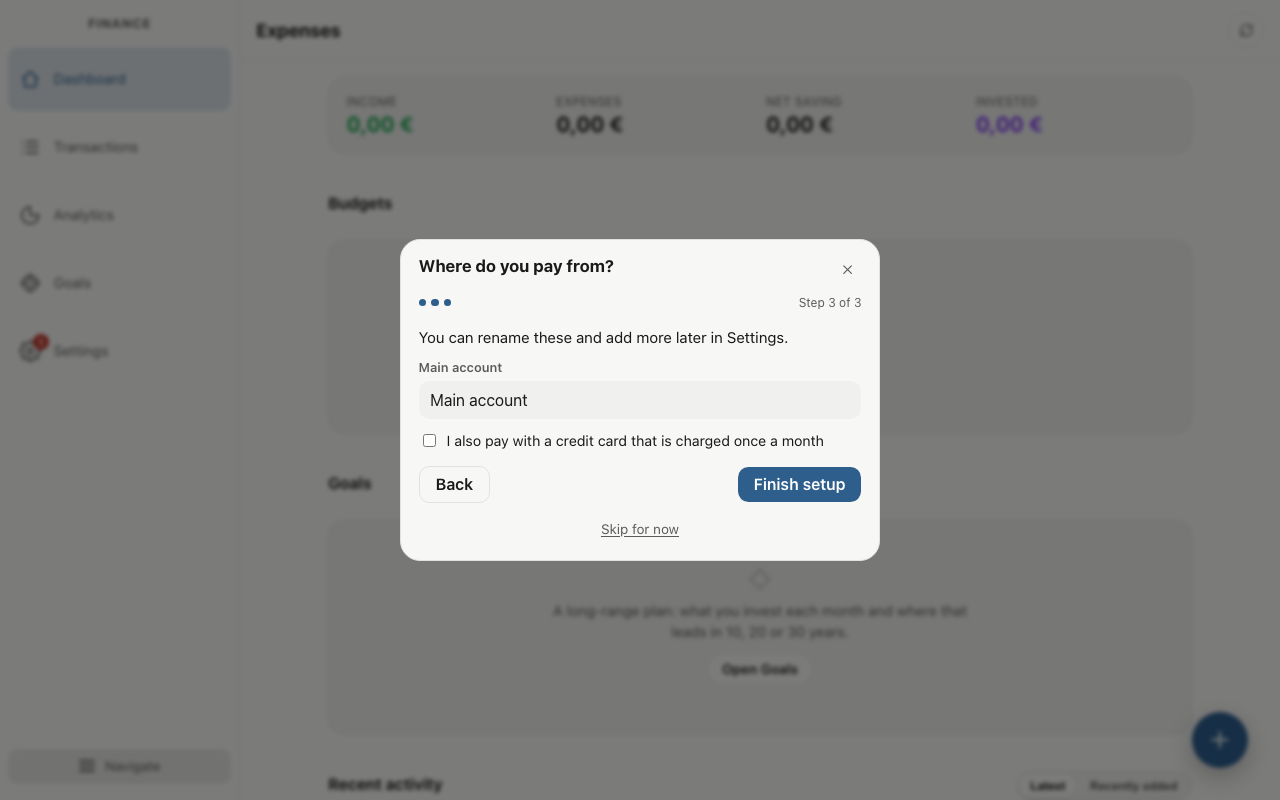 FINANCE
Expenses
Dashboard
INCOME
EXPENSES
NET SAVING
INVESTED
0,00 €
0,00 €
0,00 €
0,00 €
Transactions
Budgets
Analytics
Where do you pay from?
Goals
Step 3 of 3
You can rename these and add more later in Settings.
Settings
Main account
Main account
I also pay with a credit card that is charged once a month
Back
Finish setup
Goals
Skip for now
A long-range plan: what you invest each month and where that
leads in 10, 20 or 30 years.
Open Goals
Navigate
Recent activity
Latest
Recently added